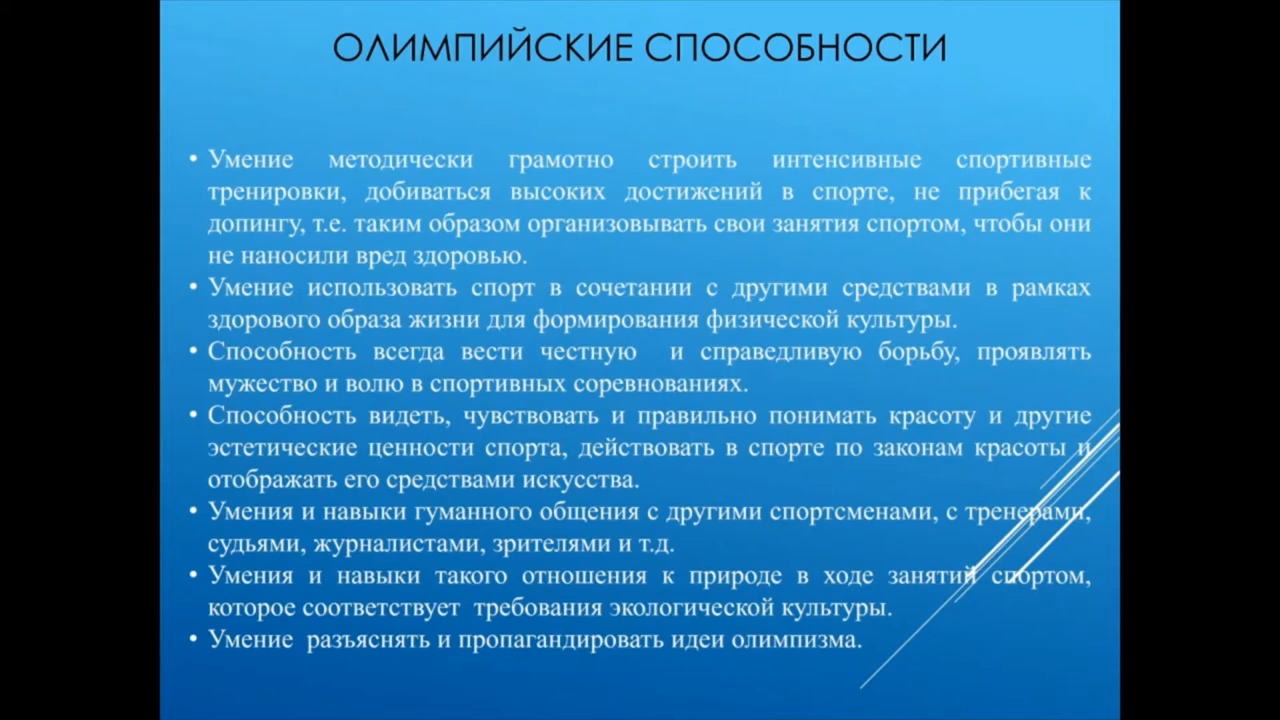 ОЛИМПИЙСКИЕ СПОСОБНОСТИ
• Умение методически грамотно строить интенсивные спортивные
тренировки, добиваться высоких достижений в спорте, не прибегая к
допингу, т.е. таким образом организовывать свои занятия спортом, чтобы они
не наносили вред здоровью.
• Умение использовать спорт в сочетании с другими средствами в рамках
здорового образа жизни для формирования физической культуры.
• Способность всегда вести честную и справедливую борьбу, проявлять
мужество и волю в спортивных соревнованиях.
• Способность видеть, чувствовать и правильно понимать красоту и другие
эстетические ценности спорта, действовать в спорте по законам красоты и
отображать его средствами искусства.
• Умения и навыки гуманного общения с другими спортсменами, с тренерами,
судьями, журналистами, зрителями и т.д.
• Умения и навыки такого отношения к природе в ходе занятий спортом,
которое соответствует требования экологической культуры.
• Умение разъяснять и пропагандировать идеи олимпизма.